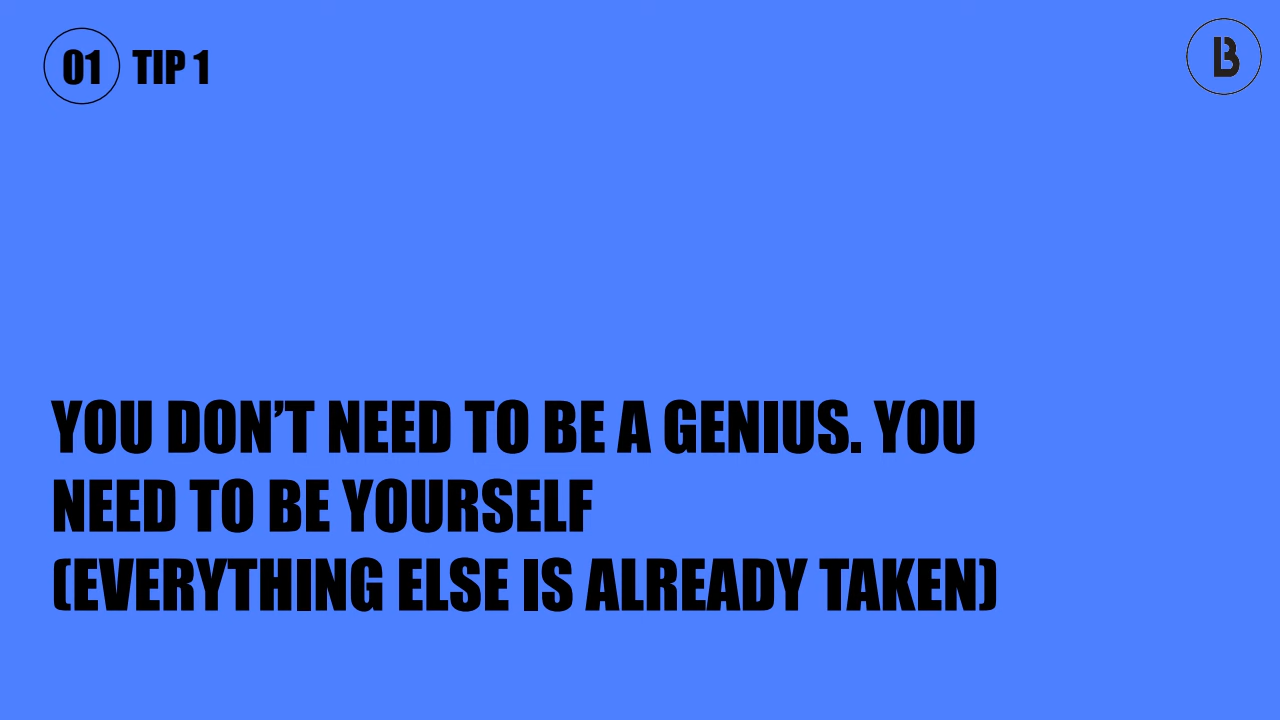 01 TIP 1
B
YOU DON’T NEED TO BE A GENIUS. YOU
NEED TO BE YOURSELF
(EVERYTHING ELSE IS ALREADY TAKEN)